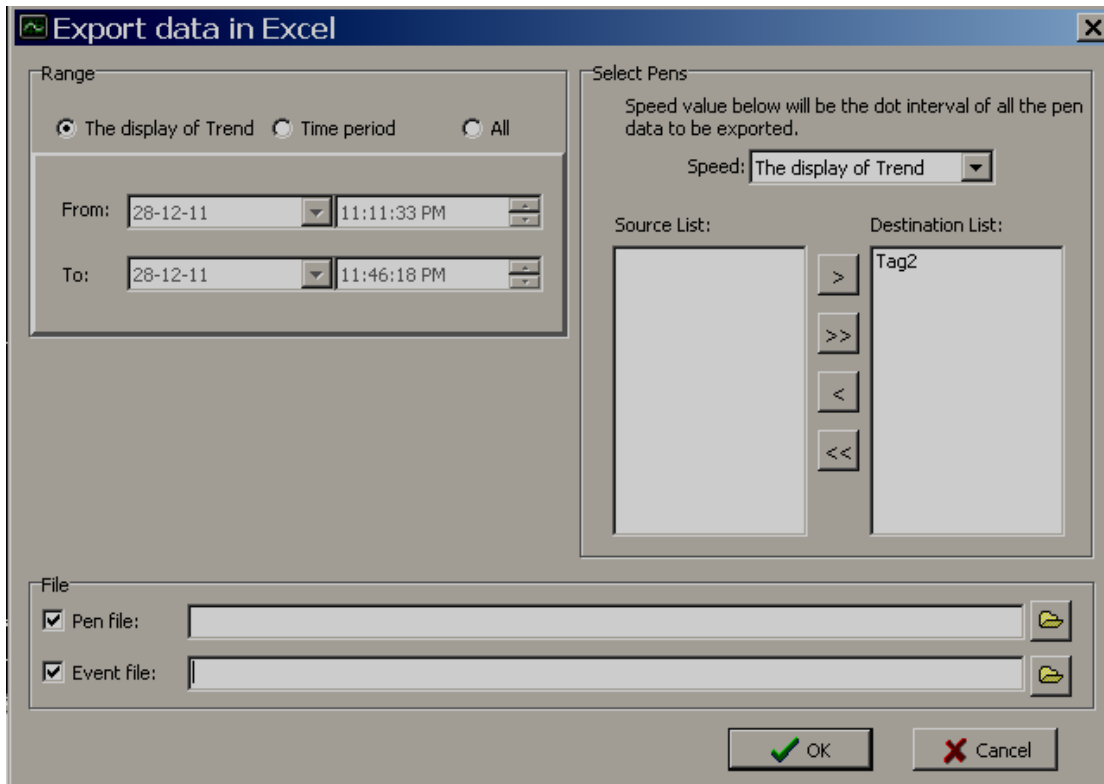 Export data in Excel
Range
The display of Trend Time period All
From: 28-12-11 11:11:33 PM
To: 28-12-11 11:46:18 PM
Select Pens
Speed value below will be the dot interval of all the pen
data to be exported.
Speed: The display of Trend
Source List: Destination List:
Tag2
>
>>
<
<<
File
Pen file:
Event file:
OK Cancel